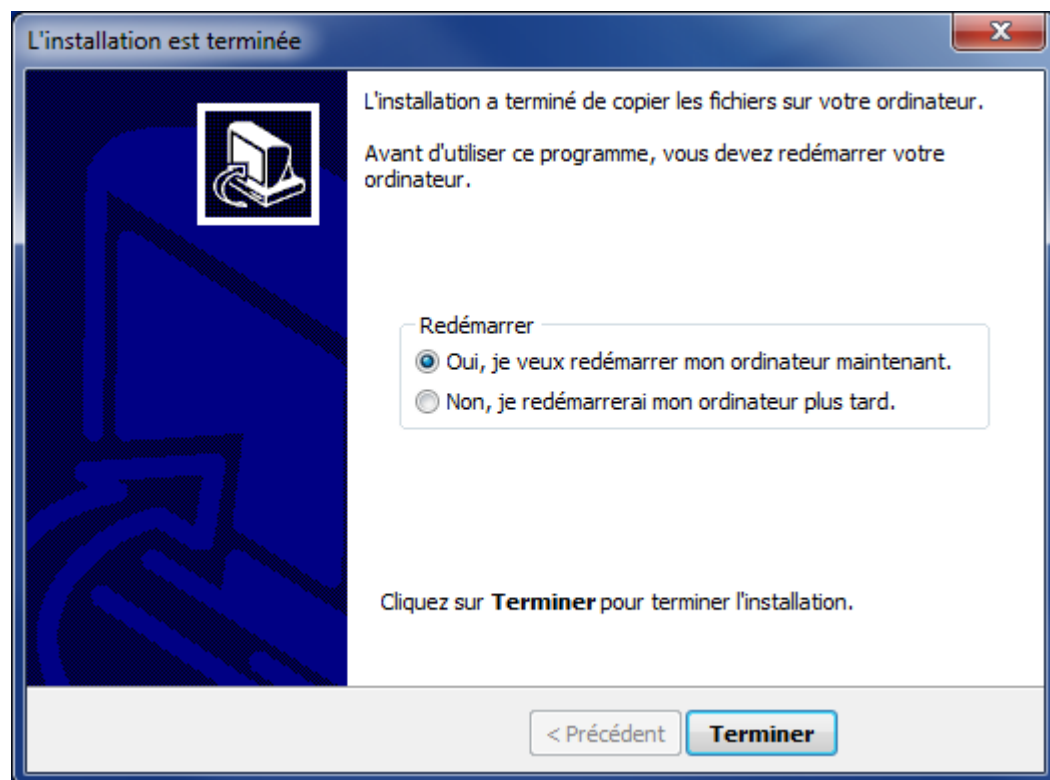 L'installation est terminée
L'installation a terminé de copier les fichiers sur votre ordinateur.
Avant d'utiliser ce programme, vous devez redémarrer votre
ordinateur.
Redémarrer
Oui, je veux redémarrer mon ordinateur maintenant.
Non, je redémarrerai mon ordinateur plus tard.
Cliquez sur Terminer pour terminer l'installation.
< Précédent
Terminer